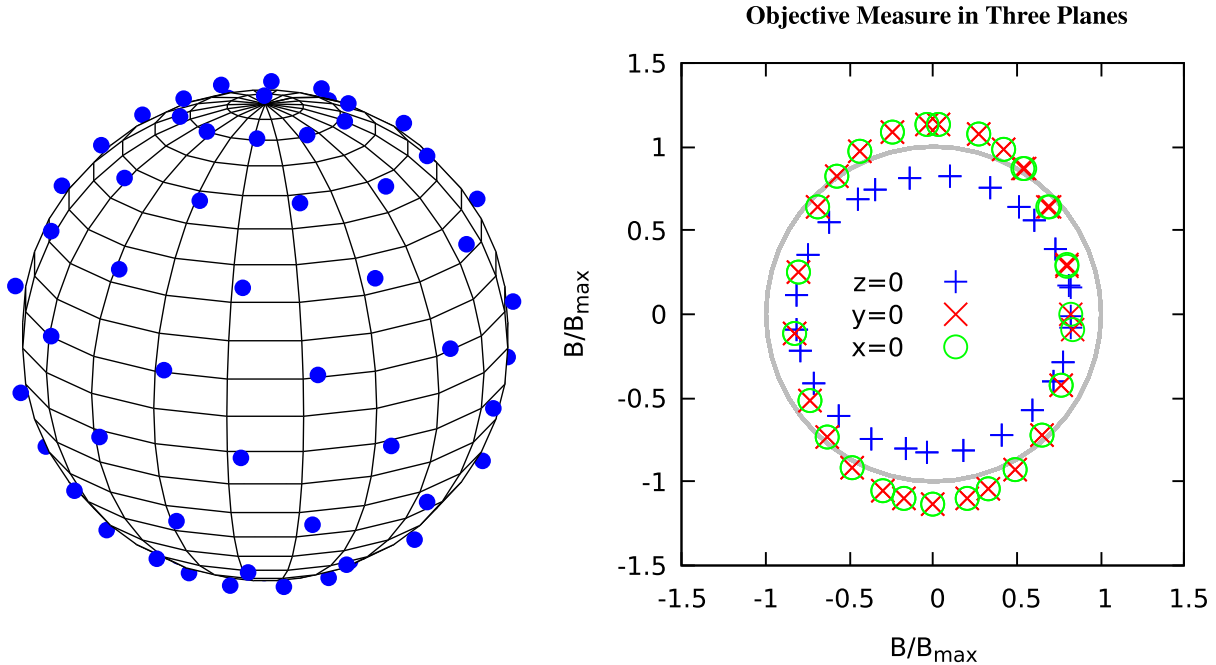 Objective Measure in Three Planes
1.5
1
0.5
0
-0.5
-1
-1.5
B/Bmax
z=0
y=0
x=0
-1.5 -1 -0.5 0 0.5 1 1.5
B/Bmax